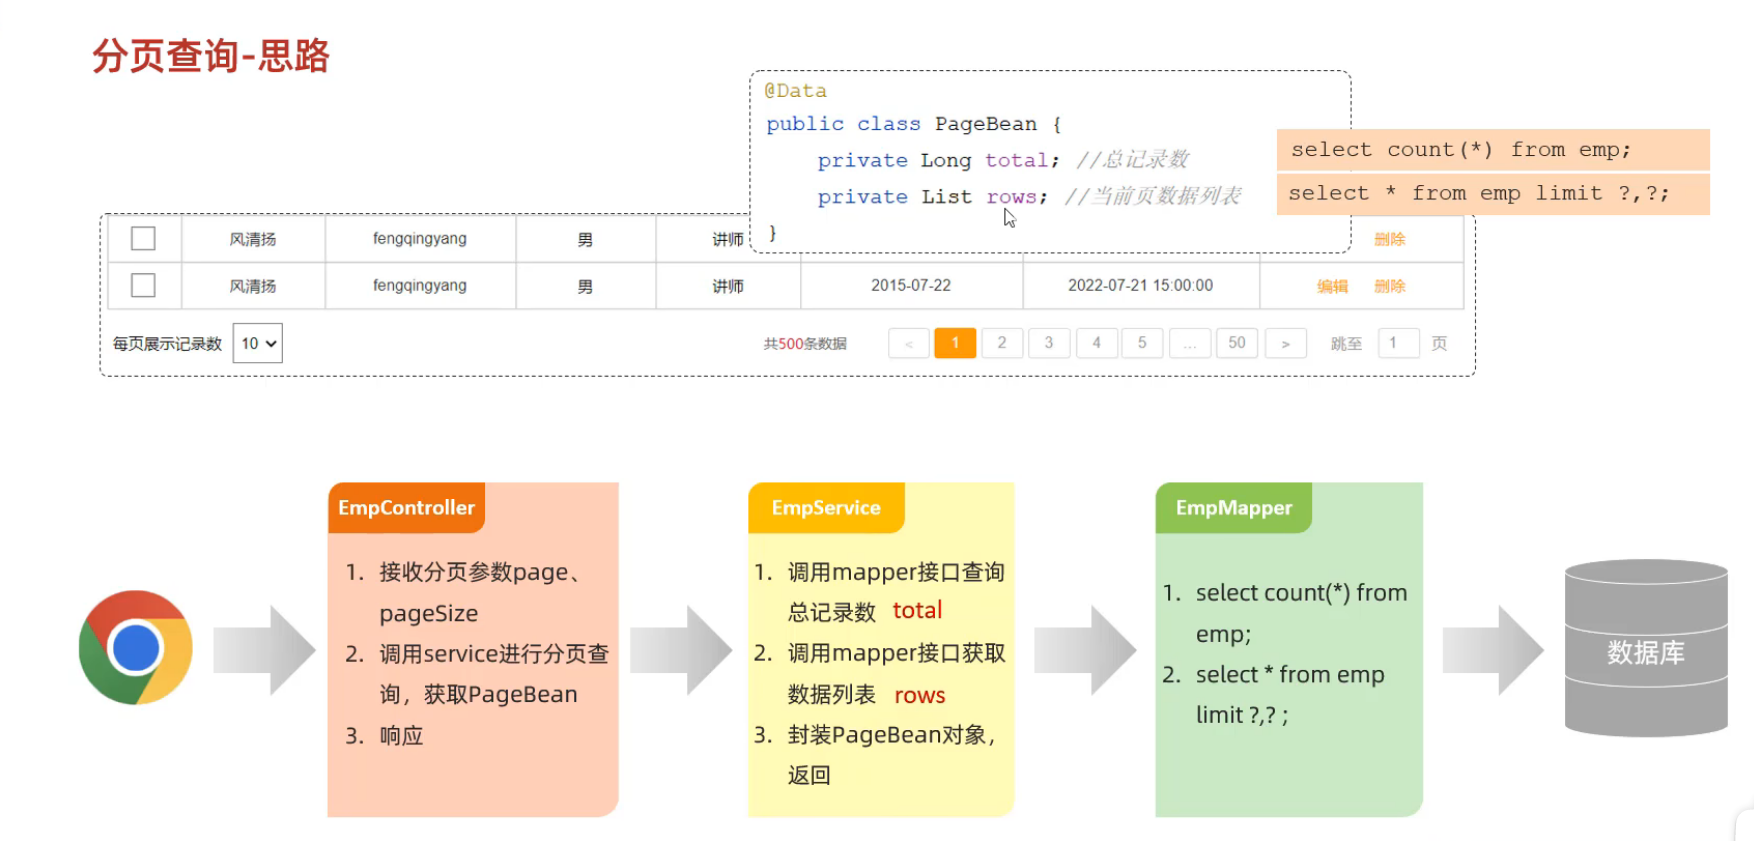 分页查询-思路
@Data
public class PageBean {
private Long total; //总记录数
private List rows; //当前页数据列表
}
select count(*) from emp;
select * from emp limit ?,?;
风清扬 fengqingyang 男 讲师 删除
风清扬 fengqingyang 男 讲师 2015-07-22 2022-07-21 15:00:00 编辑 删除
每页展示记录数 10 共500条数据 < 1 2 3 4 5 ... 50 > 跳至 1 页
EmpController
1. 接收分页参数page、
pageSize
2. 调用service进行分页查
询，获取PageBean
3. 响应
EmpService
1. 调用mapper接口查询
总记录数 total
2. 调用mapper接口获取
数据列表 rows
3. 封装PageBean对象，
返回
EmpMapper
1. select count(*) from
emp;
2. select * from emp
limit ?,? ;
数据库